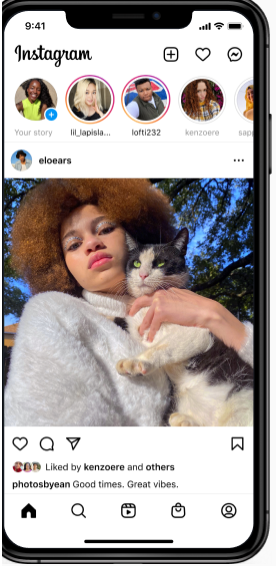 9:41
Instagram
Your story lil_lapisla... lofti232 kenzoere sapp
eloears
Liked by kenzoere and others
photosbyean Good times. Great vibes.